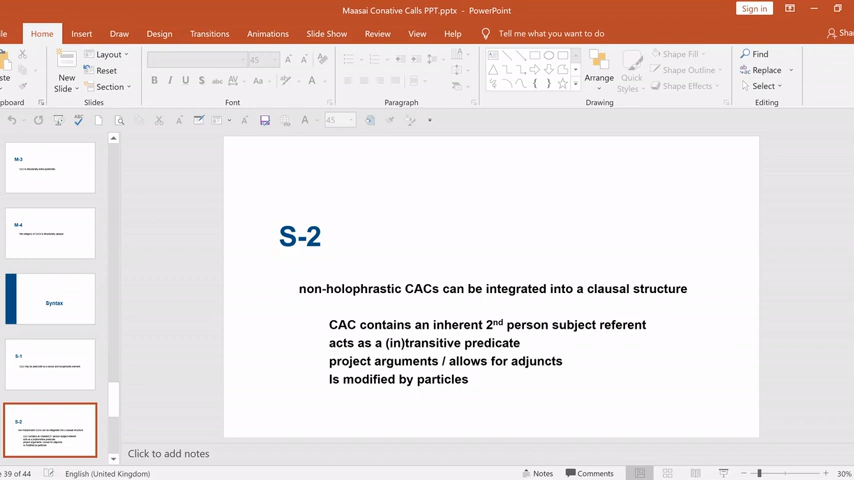 Maasai Conative Calls PPT.pptx - PowerPoint
Sign in
Home Insert Draw Design Transitions Animations Slide Show Review View Help Tell me what you want to do
New Slide
Layout
Reset
Section
45
Arrange
Quick Styles
Shape Fill
Shape Outline
Shape Effects
Find
Replace
Select
Slides Font Paragraph Drawing Editing
45
M-3
M-4
Syntax
S-1
S-2
S-2
non-holophrastic CACs can be integrated into a clausal structure
CAC contains an inherent 2nd person subject referent
acts as a (in)transitive predicate
project arguments / allows for adjuncts
Is modified by particles
Click to add notes
39 of 44 English (United Kingdom) Notes Comments 30%